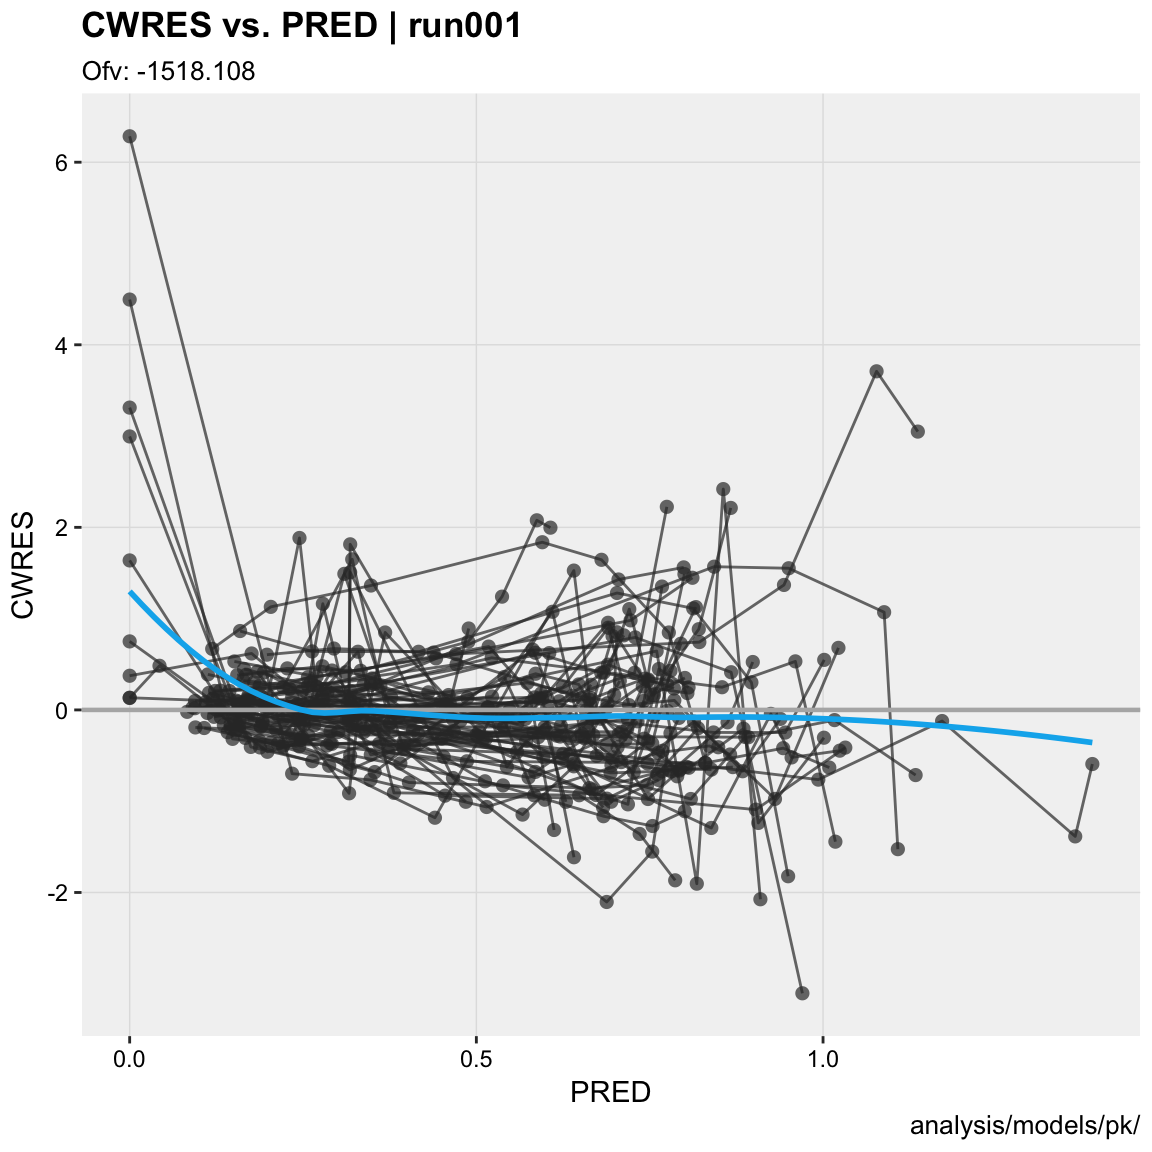 CWRES vs. PRED | run001
Ofv: -1518.108
6
4
2
0
-2
CWRES
0.0 0.5 1.0
PRED
analysis/models/pk/